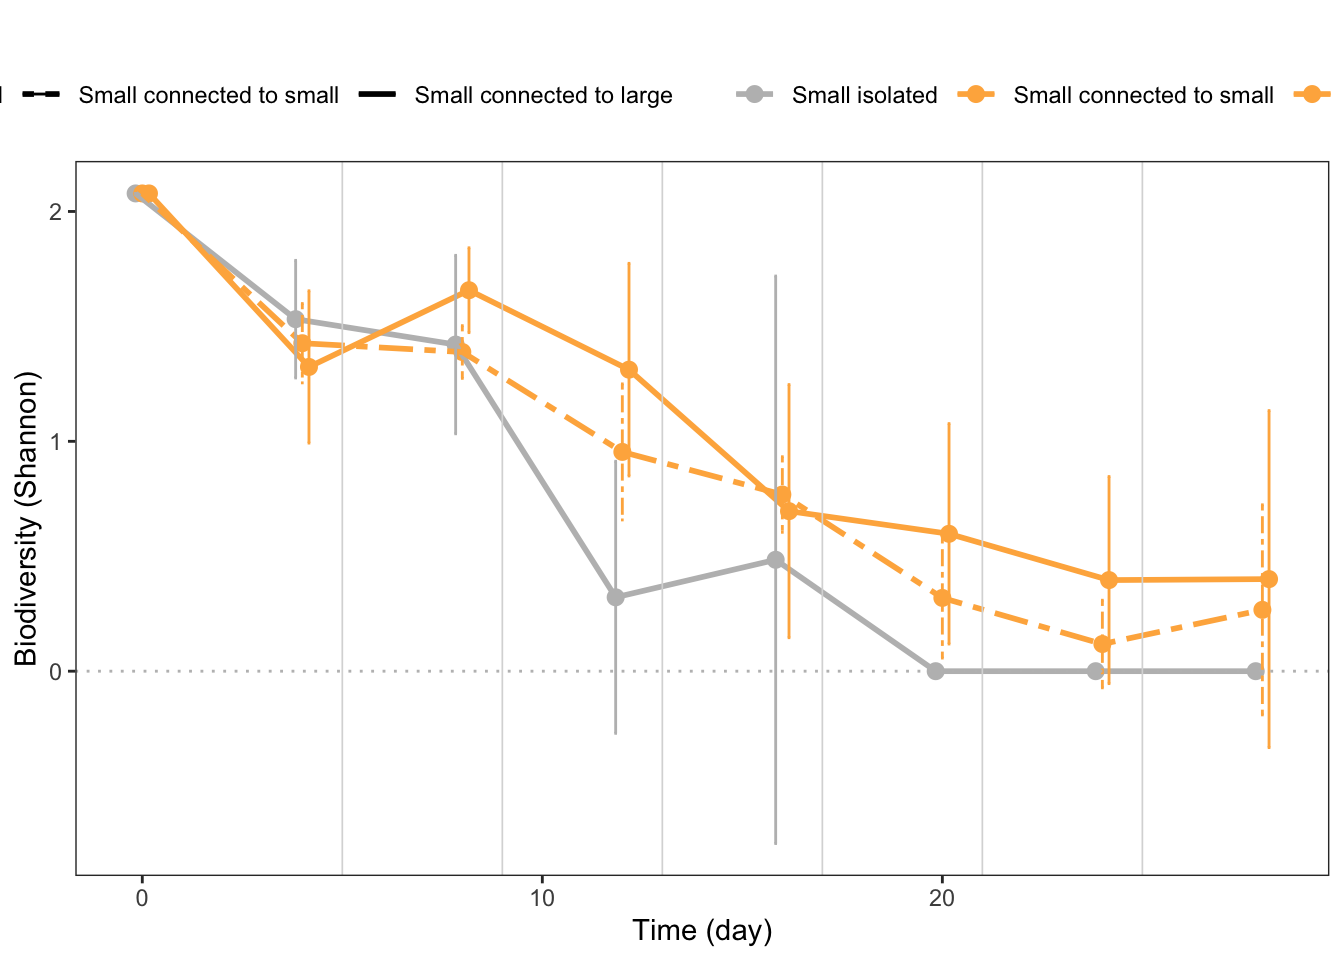 Small connected to small Small connected to large Small isolated Small connected to small
2
1
0
Biodiversity (Shannon)
0 10 20
Time (day)